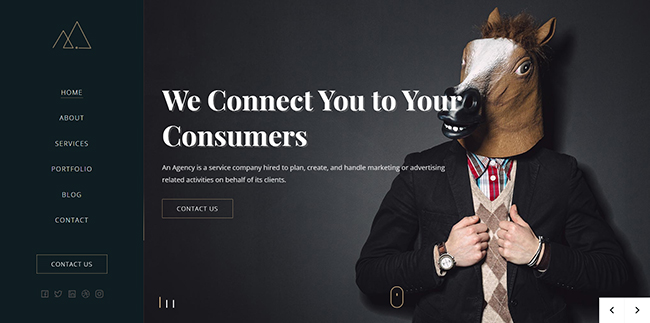 HOME
ABOUT
SERVICES
PORTFOLIO
BLOG
CONTACT
CONTACT US
We Connect You to Your
Consumers
An Agency is a service company hired to plan, create, and handle marketing or advertising
related activities on behalf of its clients.
CONTACT US